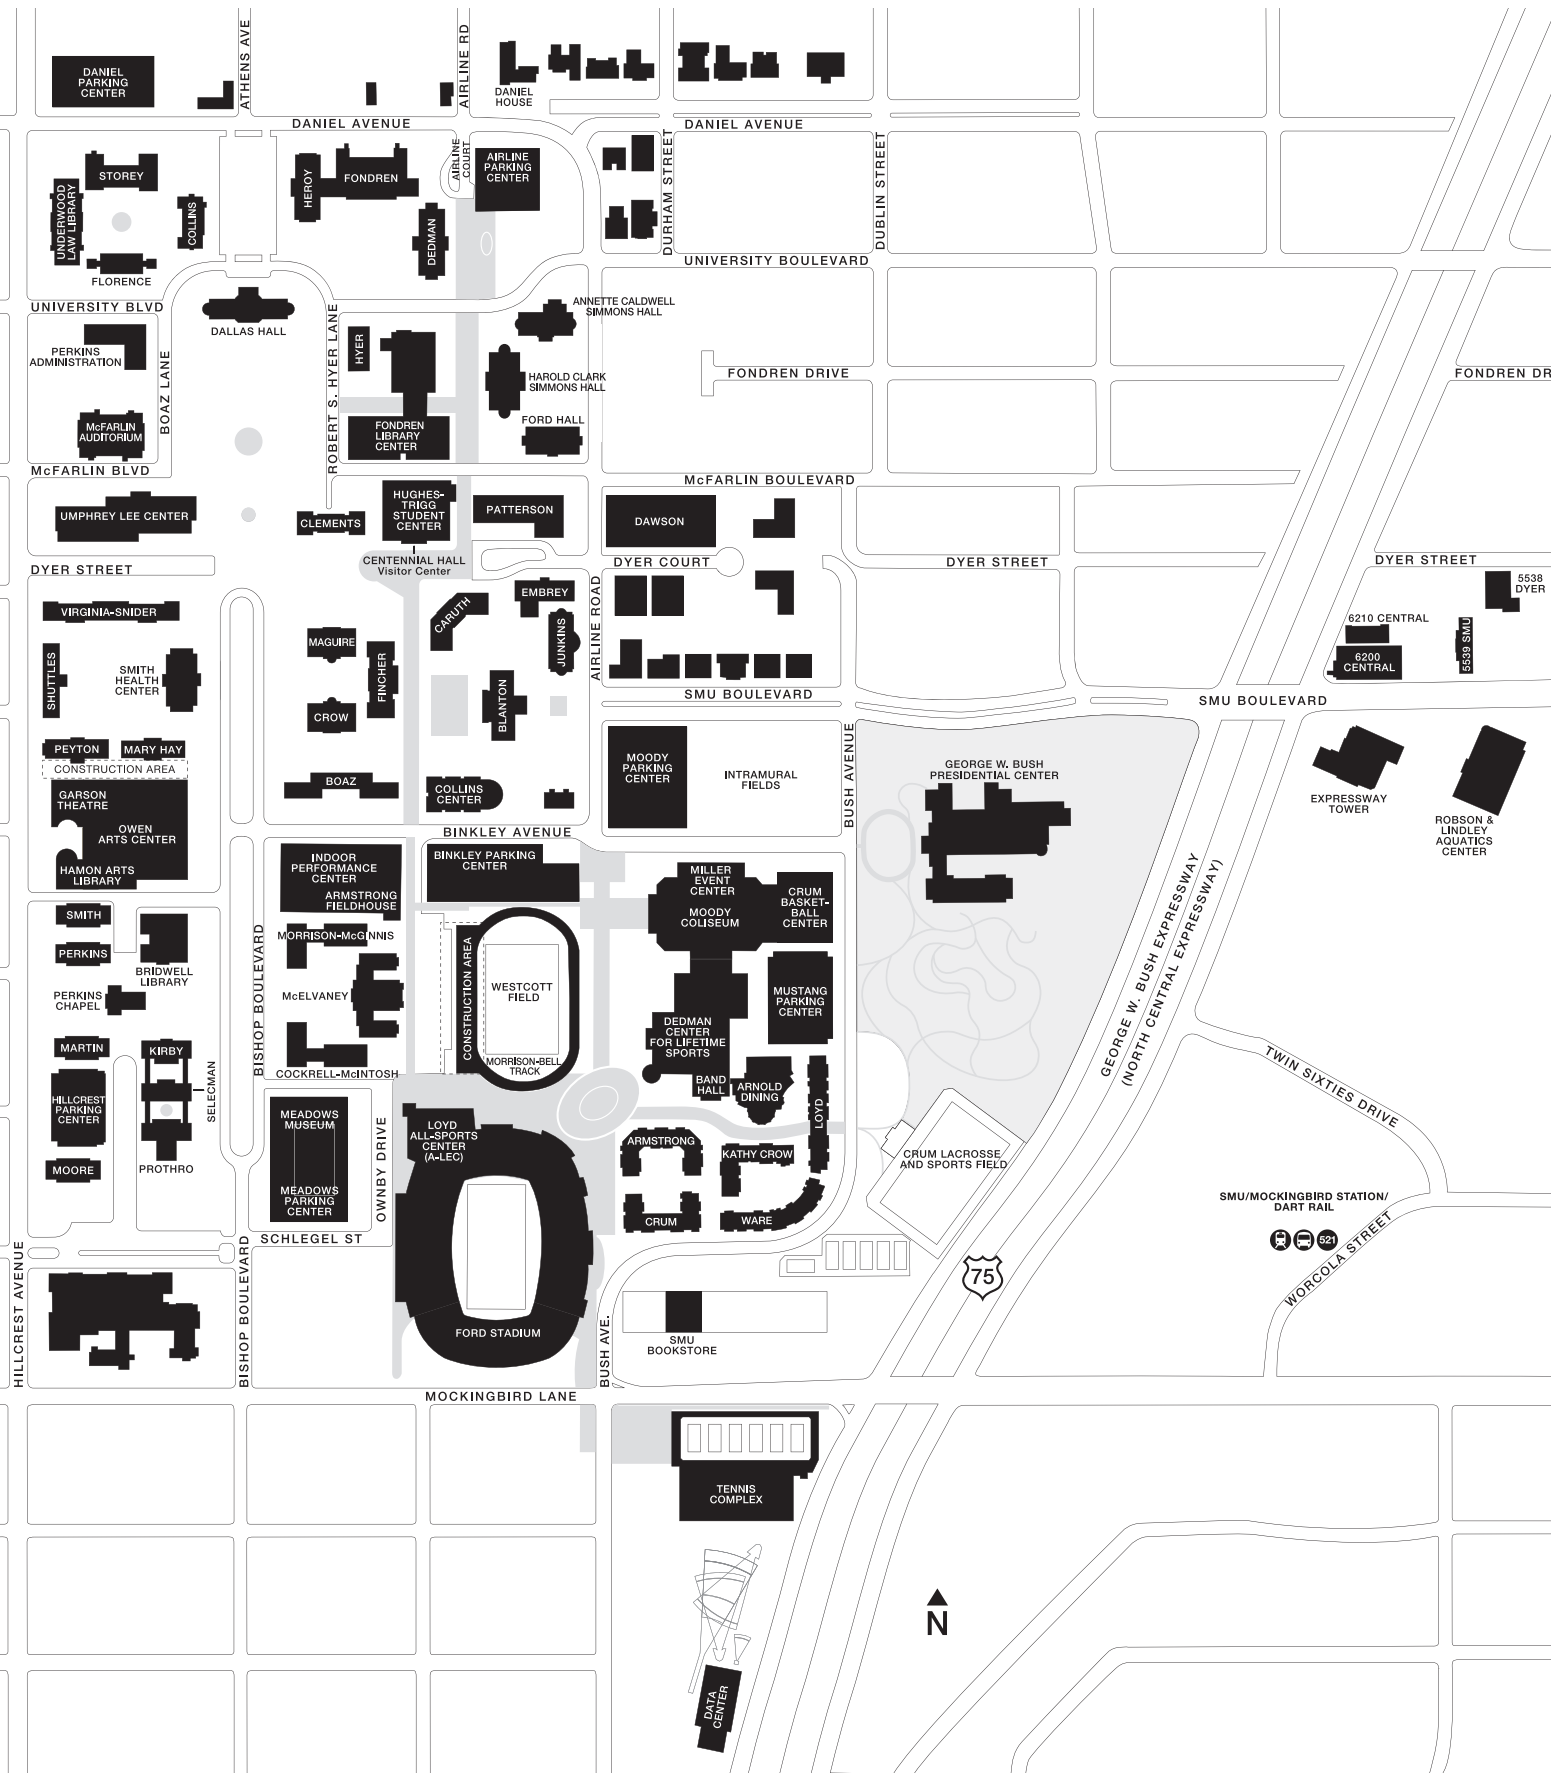 ATHENS AVE
AIRLINE RD
DANIEL
PARKING
CENTER
DANIEL
HOUSE
DANIEL AVENUE
DANIEL AVENUE
AIRLINE
COURT
AIRLINE
PARKING
CENTER
DURHAM STREET
DUBLIN STREET
STOREY
UNDERWOOD
LAW LIBRARY
COLLINS
HEROY
FONDREN
DEDMAN
FLORENCE
UNIVERSITY BOULEVARD
UNIVERSITY BLVD
DALLAS HALL
ANNETTE CALDWELL
SIMMONS HALL
PERKINS
ADMINISTRATION
BOAZ LANE
ROBERT S. HYER LANE
HYER
HAROLD CLARK
SIMMONS HALL
FONDREN DRIVE
FONDREN DR
McFARLIN
AUDITORIUM
FONDREN
LIBRARY
CENTER
FORD HALL
McFARLIN BLVD
McFARLIN BOULEVARD
UMPHREY LEE CENTER
CLEMENTS
HUGHES-
TRIGG
STUDENT
CENTER
PATTERSON
DAWSON
CENTENNIAL HALL
Visitor Center
DYER STREET
DYER COURT
DYER STREET
DYER STREET
VIRGINIA-SNIDER
CARUTH
EMBREY
JUNKINS
AIRLINE ROAD
5538
DYER
6210 CENTRAL
6200
CENTRAL
5539 SMU
SHUTTLES
SMITH
HEALTH
CENTER
MAGUIRE
FINCHER
CROW
BLANTON
SMU BOULEVARD
SMU BOULEVARD
PEYTON
MARY HAY
CONSTRUCTION AREA
BOAZ
COLLINS
CENTER
MOODY
PARKING
CENTER
INTRAMURAL
FIELDS
BUSH AVENUE
GEORGE W. BUSH
PRESIDENTIAL CENTER
EXPRESSWAY
TOWER
ROBSON &
LINDLEY
AQUATICS
CENTER
GARSON
THEATRE
OWEN
ARTS CENTER
HAMON ARTS
LIBRARY
BINKLEY AVENUE
INDOOR
PERFORMANCE
CENTER
ARMSTRONG
FIELDHOUSE
BINKLEY PARKING
CENTER
MILLER
EVENT
CENTER
MOODY
COLISEUM
CRUM
BASKET-
BALL
CENTER
SMITH
PERKINS
BRIDWELL
LIBRARY
BISHOP BOULEVARD
MORRISON-McGINNIS
McELVANEY
CONSTRUCTION AREA
WESTCOTT
FIELD
MORRISON-BELL
TRACK
PERKINS
CHAPEL
MUSTANG
PARKING
CENTER
DEDMAN
CENTER
FOR LIFETIME
SPORTS
GEORGE W. BUSH EXPRESSWAY
(NORTH CENTRAL EXPRESSWAY)
MARTIN
KIRBY
COCKRELL-McINTOSH
BAND
HALL
ARNOLD
DINING
LOYD
TWIN SIXTIES DRIVE
HILLCREST
PARKING
CENTER
SELECMAN
MOORE
PROTHRO
MEADOWS
MUSEUM
MEADOWS
PARKING
CENTER
OWNBY DRIVE
LOYD
ALL-SPORTS
CENTER
(A-LEC)
ARMSTRONG
KATHY CROW
CRUM
WARE
CRUM LACROSSE
AND SPORTS FIELD
SMU/MOCKINGBIRD STATION/
DART RAIL
521
WORCOLA STREET
SCHLEGEL ST
HILLCREST AVENUE
BISHOP BOULEVARD
75
FORD STADIUM
BUSH AVE.
SMU
BOOKSTORE
MOCKINGBIRD LANE
TENNIS
COMPLEX
N
DATA
CENTER